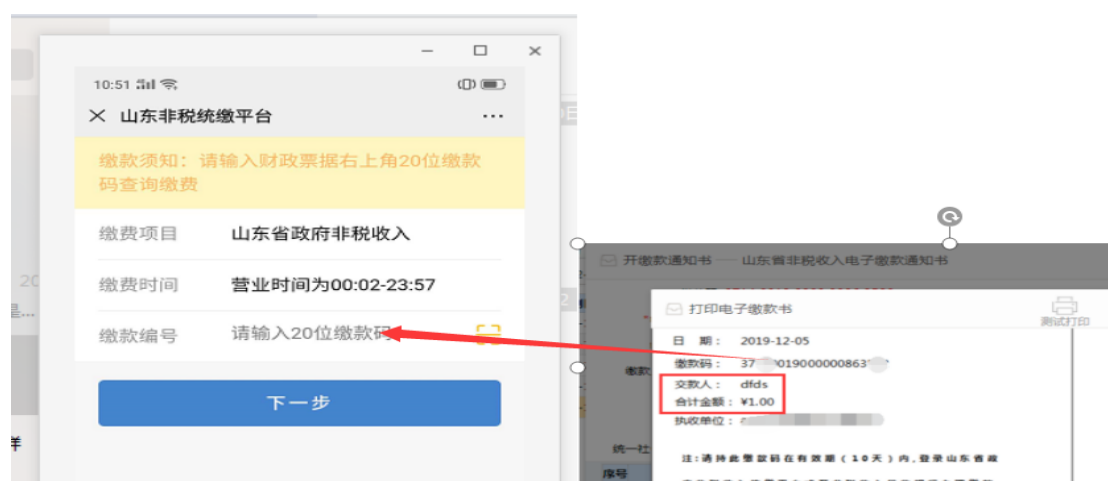 10:51
山东非税统缴平台
缴款须知：请输入财政票据右上角20位缴款
码查询缴费
缴费项目 山东省政府非税收入
缴费时间 营业时间为00:02-23:57
缴款编号 请输入20位缴款码
下一步
开缴款通知书 — 山东省非税收入电子缴款通知书
打印电子缴款书
测试打印
日 期： 2019-12-05
缴款码： 37 019000000863
交款人： dfds
合计金额： ¥1.00
执收单位：
缴款
统一社
序号
注：请持此缴款码在有效期（10天）内，登录山东省政